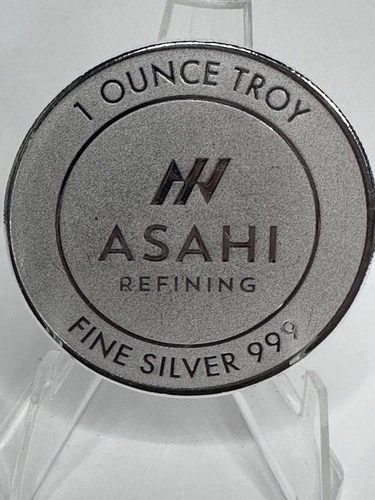 1 OUNCE TROY
ASAHI
REFINING
FINE SILVER 999